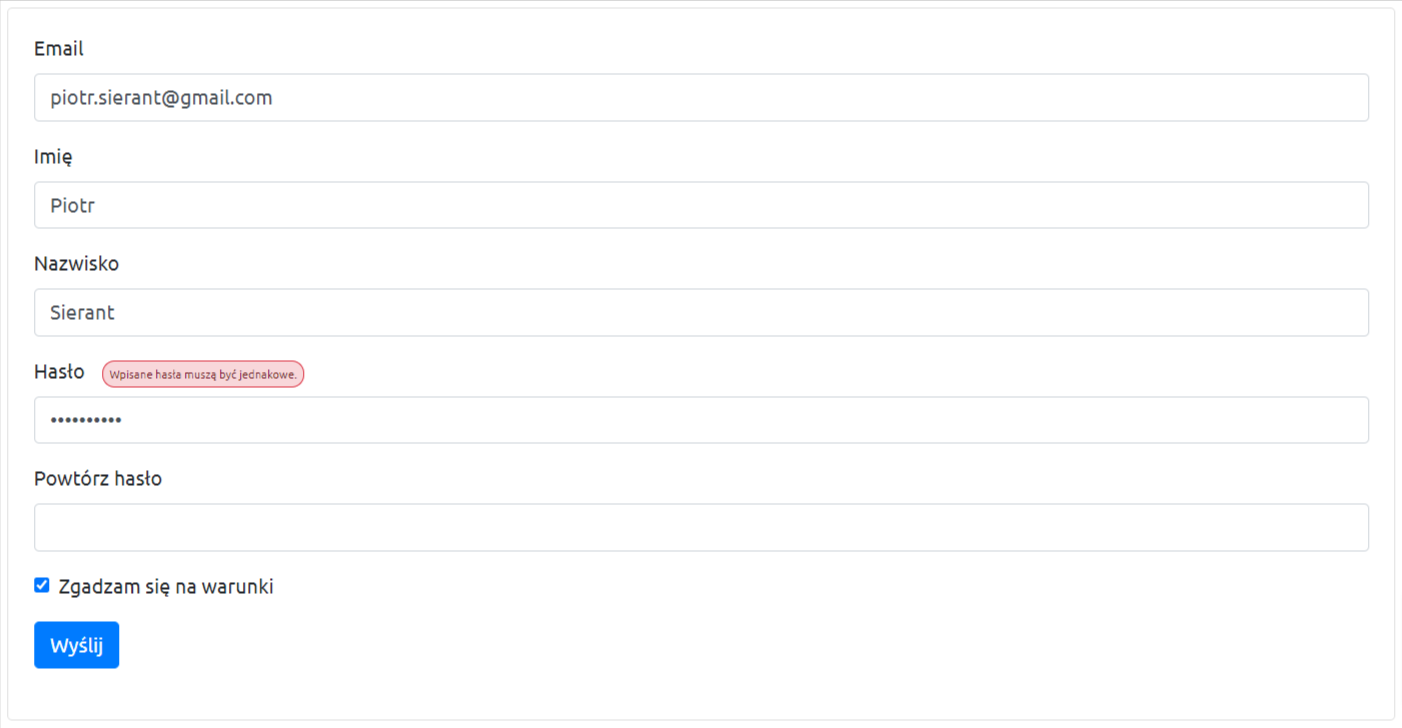 Email
piotr.sierant@gmail.com
Imię
Piotr
Nazwisko
Sierant
Hasło Wpisane hasła muszą być jednakowe.
••••••••••
Powtórz hasło
Zgadzam się na warunki
Wyślij